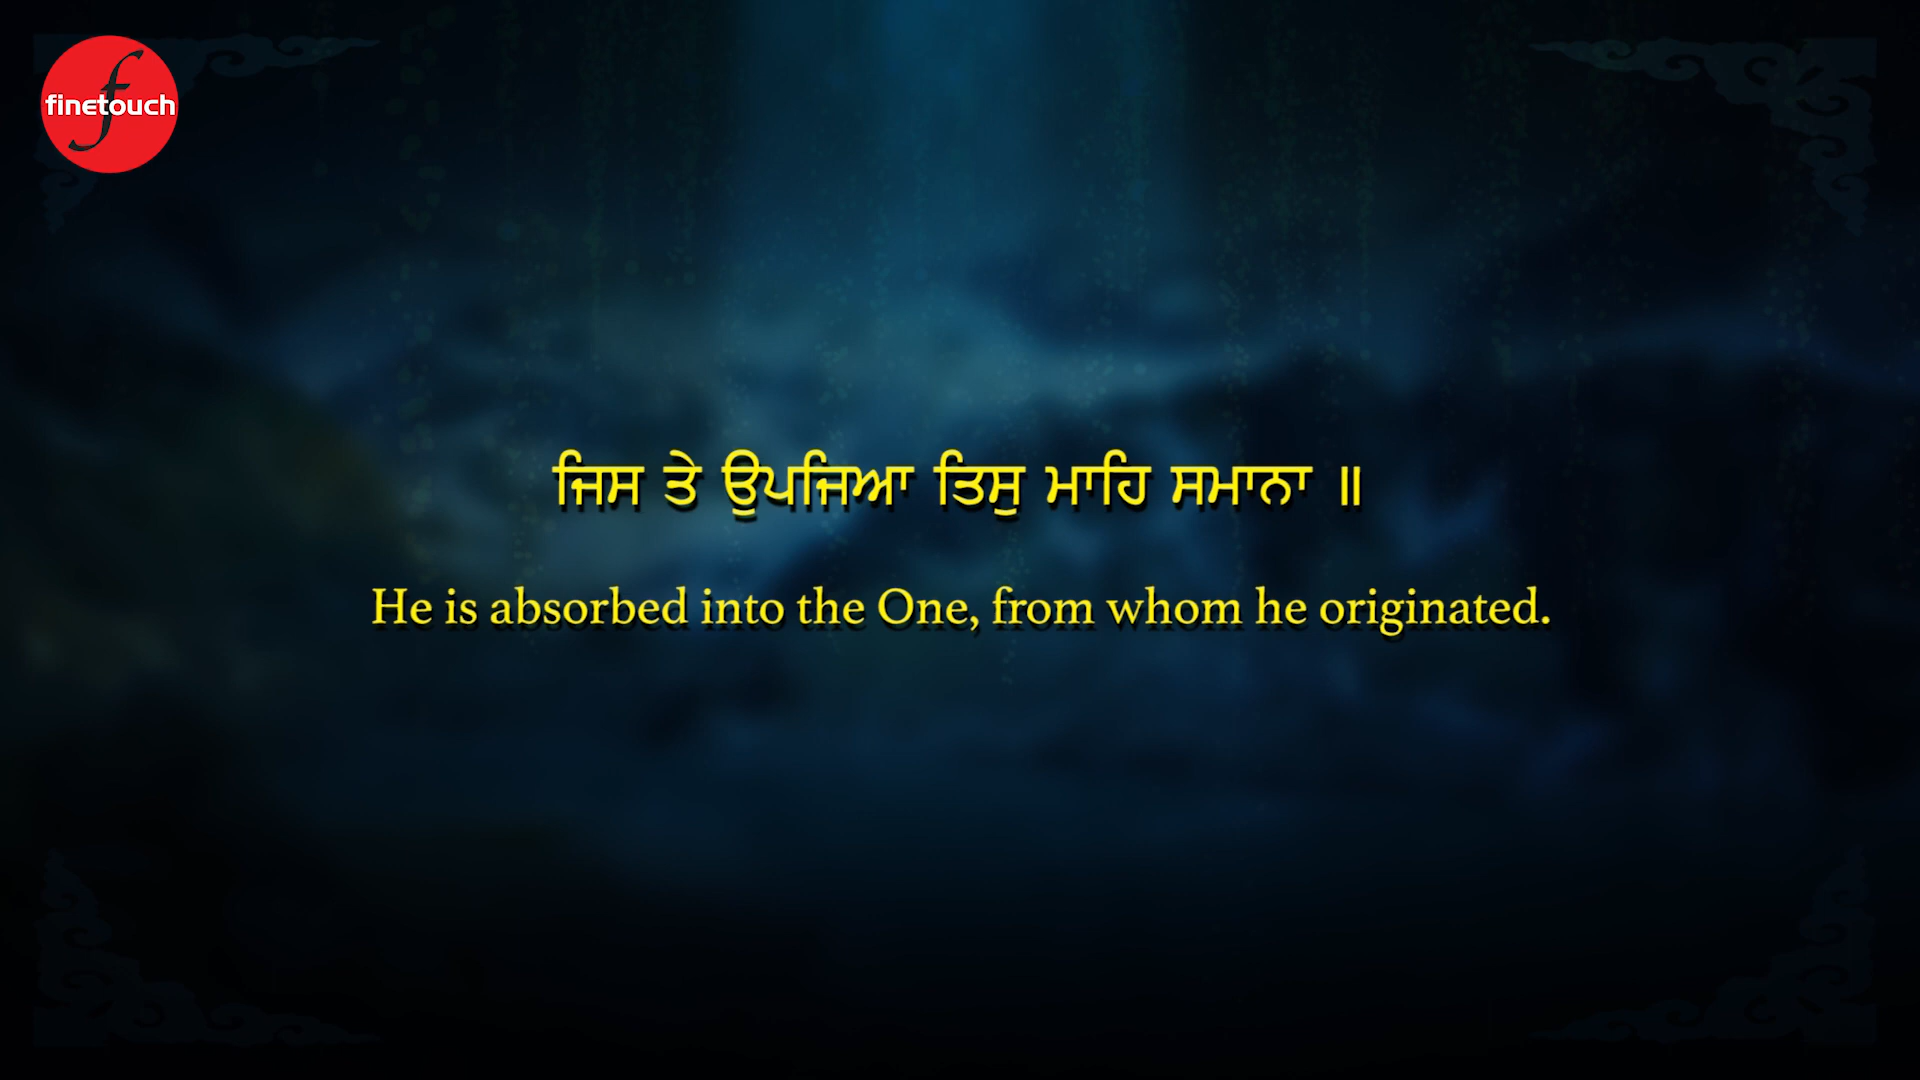 finetouch
ਜਿਸ ਤੇ ਉਪਜਿਆ ਤਿਸੁ ਮਾਹਿ ਸਮਾਨਾ ॥
He is absorbed into the One, from whom he originated.